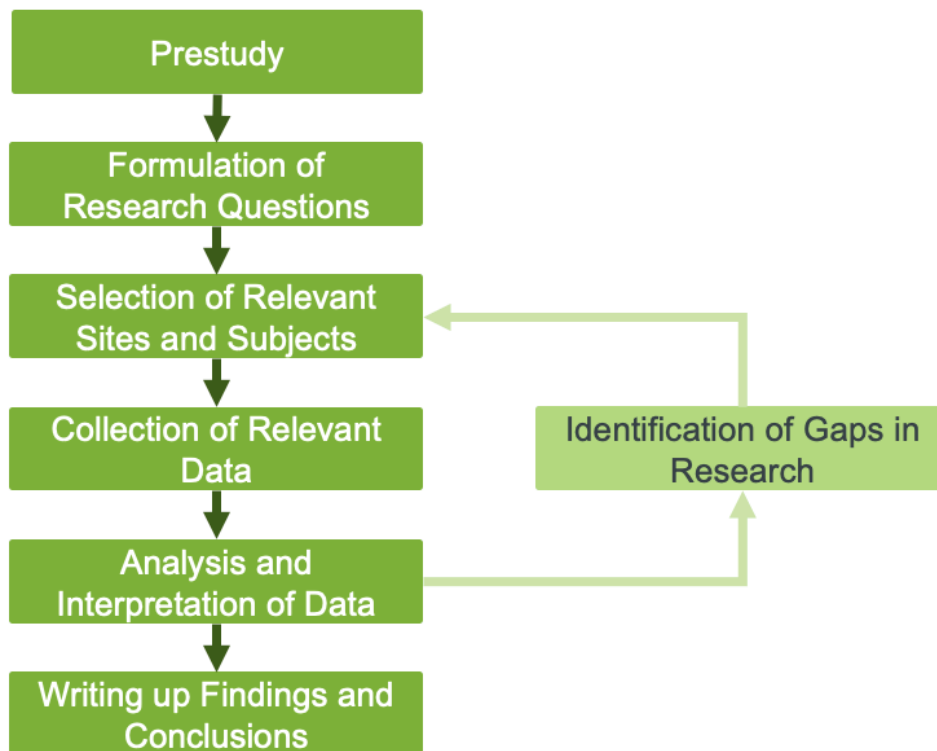 Prestudy
Formulation of
Research Questions
Selection of Relevant
Sites and Subjects
Collection of Relevant
Data
Identification of Gaps in
Research
Analysis and
Interpretation of Data
Writing up Findings and
Conclusions